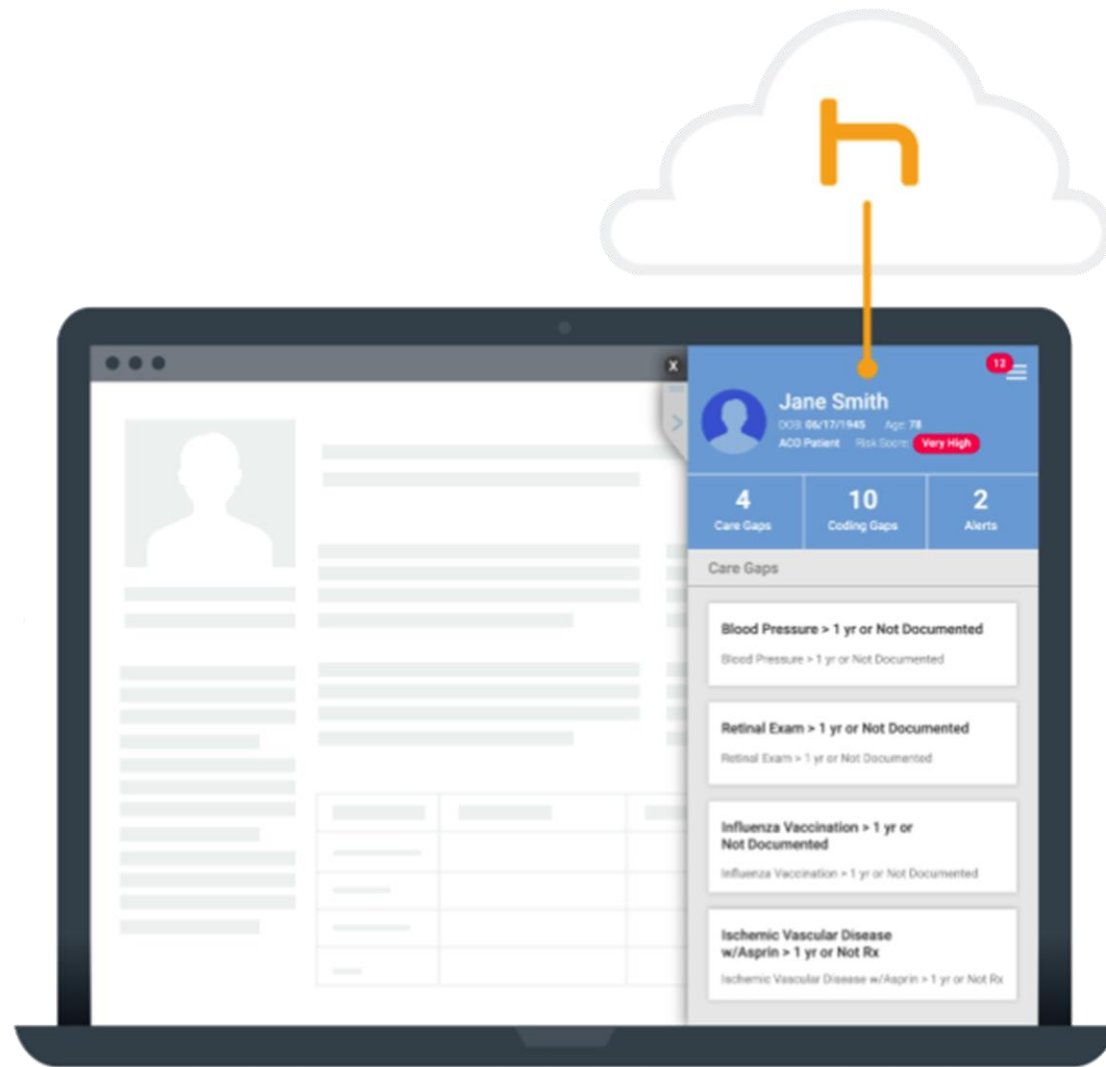 h
X
12
Jane Smith
DOB: 06/17/1945 Age: 78
ACO Patient Risk Socre: Very High
4 10 2
Care Gaps Coding Gaps Alerts
Care Gaps
Blood Pressure > 1 yr or Not Documented
Blood Pressure > 1 yr or Not Documented
Retinal Exam > 1 yr or Not Documented
Retinal Exam > 1 yr or Not Documented
Influenza Vaccination > 1 yr or
Not Documented
Influenza Vaccination > 1 yr or Not Documented
Ischemic Vascular Disease
w/Asprin > 1 yr or Not Rx
Ischemic Vascular Disease w/Asprin > 1 yr or Not Rx